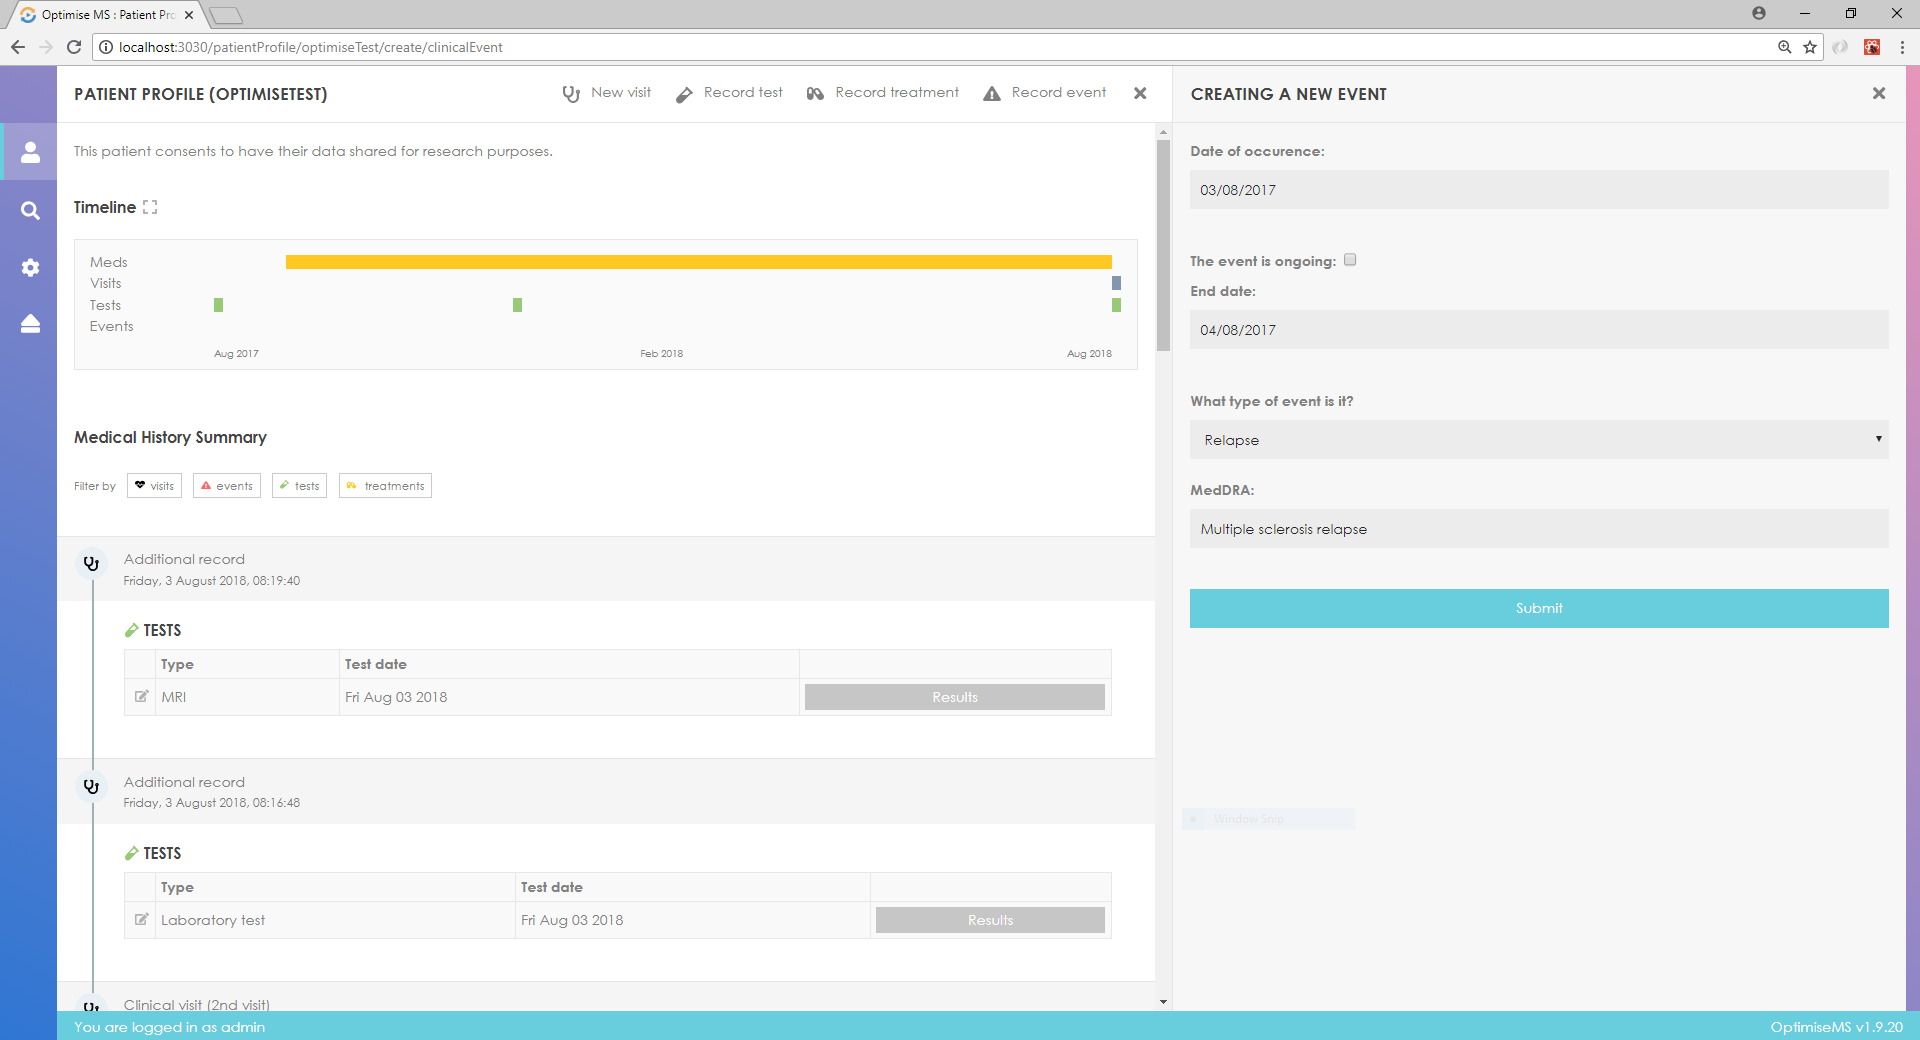 Optimise MS : Patient Pro
localhost:3030/patientProfile/optimiseTest/create/clinicalEvent
PATIENT PROFILE (OPTIMISETEST)
New visit
Record test
Record treatment
Record event
This patient consents to have their data shared for research purposes.
Timeline
Meds
Visits
Tests
Events
Aug 2017
Feb 2018
Aug 2018
Medical History Summary
Filter by
visits
events
tests
treatments
Additional record
Friday, 3 August 2018, 08:19:40
TESTS
Type Test date
MRI Fri Aug 03 2018 Results
Additional record
Friday, 3 August 2018, 08:16:48
TESTS
Type Test date
Laboratory test Fri Aug 03 2018 Results
Clinical visit (2nd visit)
CREATING A NEW EVENT
Date of occurence:
03/08/2017
The event is ongoing:
End date:
04/08/2017
What type of event is it?
Relapse
MedDRA:
Multiple sclerosis relapse
Submit
Window Snip
You are logged in as admin
OptimiseMS v1.9.20